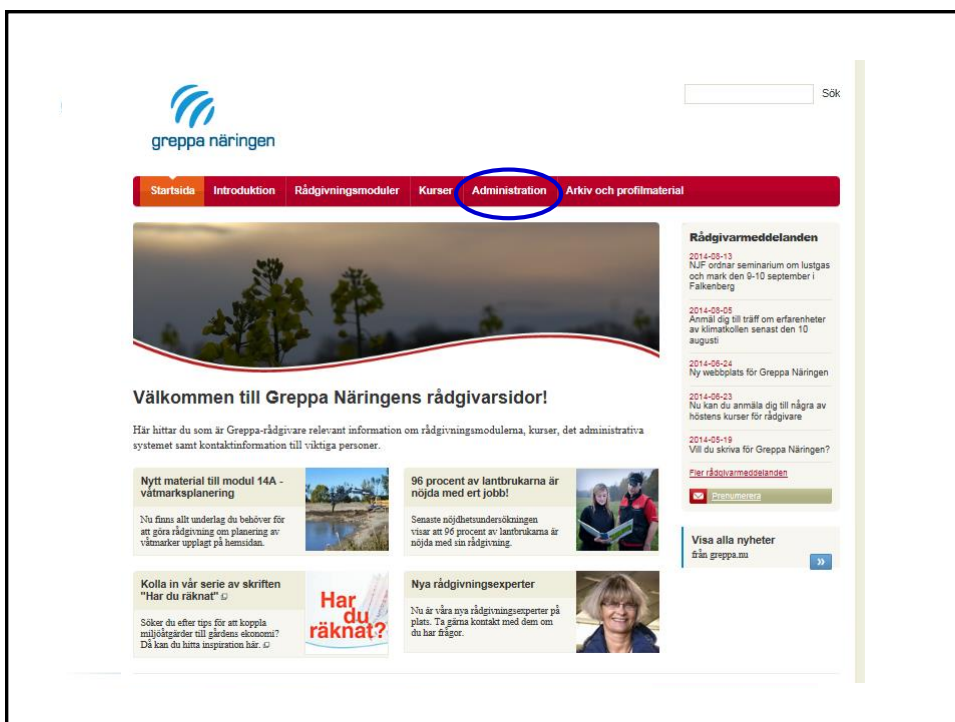 Sök
greppa näringen
Startsida Introduktion Rådgivningsmoduler Kurser Administration Arkiv och profilmaterial
Välkommen till Greppa Näringens rådgivarsidor!
Här hittar du som är Greppa-rådgivare relevant information om rådgivningsmodulerna, kurser, det administrativa
systemet samt kontaktinformation till viktiga personer.
Nytt material till modul 14A -
våtmarksplanering
Nu finns allt underlag du behöver för
att göra rådgivning om planering av
våtmarker upplagt på hemsidan.
96 procent av lantbrukarna är
nöjda med ert jobb!
Senaste nöjdhetsundersökningen
visar att 96 procent av lantbrukarna är
nöjda med sin rådgivning.
Kolla in vår serie av skriften
"Har du räknat"
Söker du efter tips för att koppla
miljöåtgärder till gårdens ekonomi?
Då kan du hitta inspiration här.
Har
du
räknat?
Nya rådgivningsexperter
Nu är våra nya rådgivningsexperter på
plats. Ta gärna kontakt med dem om
du har frågor.
Rådgivarmeddelanden
2014-08-13
NJF ordnar seminarium om lustgas
och mark den 9-10 september i
Falkenberg
2014-08-05
Anmäl dig till träff om erfarenheter
av klimatkollen senast den 10
augusti
2014-06-24
Ny webbplats för Greppa Näringen
2014-06-23
Nu kan du anmäla dig till några av
höstens kurser för rådgivare
2014-05-19
Vill du skriva för Greppa Näringen?
Fler rådgivarmeddelanden
Prenumerera
Visa alla nyheter
från greppa.nu